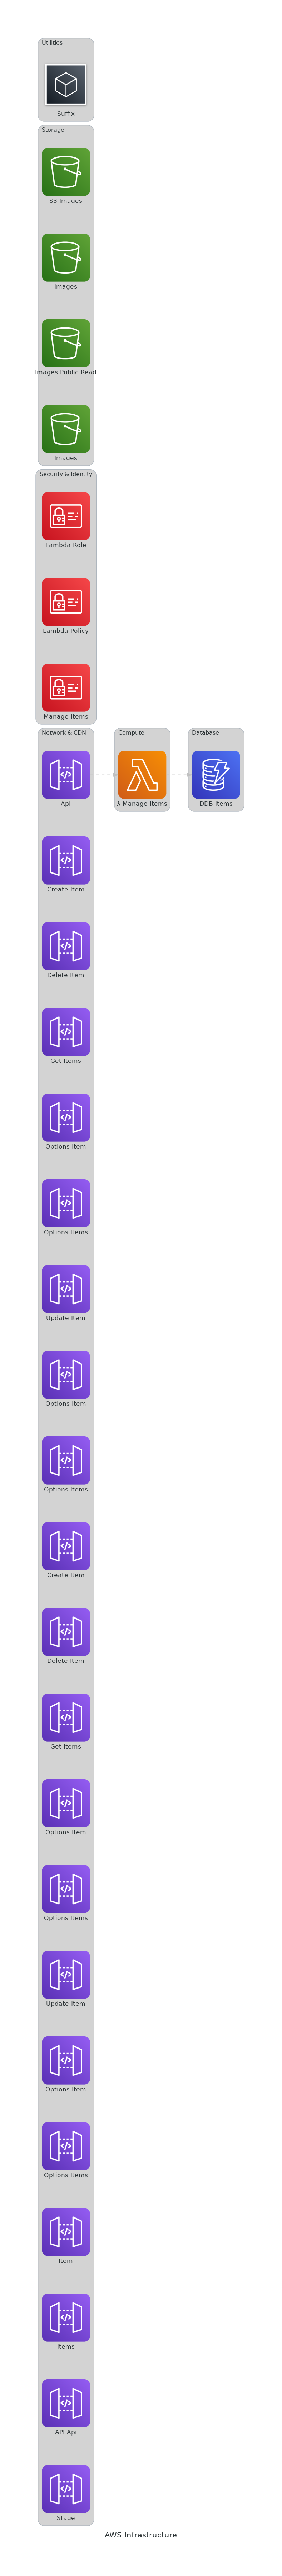 Utilities
Suffix
Storage
S3 Images
Images
Images Public Read
Images
Security & Identity
Lambda Role
Lambda Policy
Manage Items
Network & CDN
Compute
Database
Api
λ Manage Items
DDB Items
Create Item
Delete Item
Get Items
Options Item
Options Items
Update Item
Options Item
Options Items
Create Item
Delete Item
Get Items
Options Item
Options Items
Update Item
Options Item
Options Items
Item
Items
API Api
Stage
AWS Infrastructure